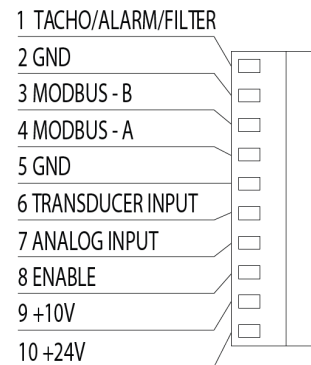 1 TACHO/ALARM/FILTER
2 GND
3 MODBUS - B
4 MODBUS - A
5 GND
6 TRANSDUCER INPUT
7 ANALOG INPUT
8 ENABLE
9 +10V
10 +24V